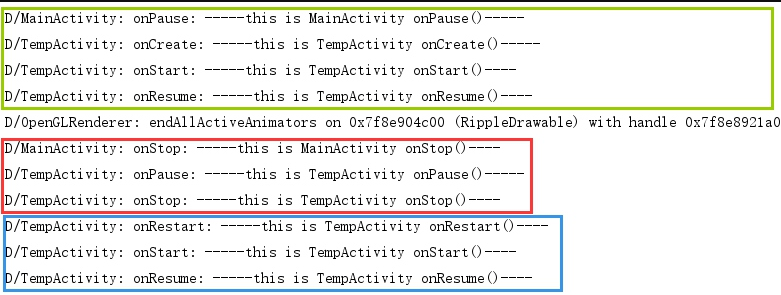 D/MainActivity: onPause: -----this is MainActivity onPause()-----
D/TempActivity: onCreate: -----this is TempActivity onCreate()-----
D/TempActivity: onStart: -----this is TempActivity onStart()----
D/TempActivity: onResume: -----this is TempActivity onResume()----
D/OpenGLRenderer: endAllActiveAnimators on 0x7f8e904c00 (RippleDrawable) with handle 0x7f8e8921a0
D/MainActivity: onStop: -----this is MainActivity onStop()----
D/TempActivity: onPause: -----this is TempActivity onPause()-----
D/TempActivity: onStop: -----this is TempActivity onStop()----
D/TempActivity: onRestart: -----this is TempActivity onRestart()----
D/TempActivity: onStart: -----this is TempActivity onStart()----
D/TempActivity: onResume: -----this is TempActivity onResume()----